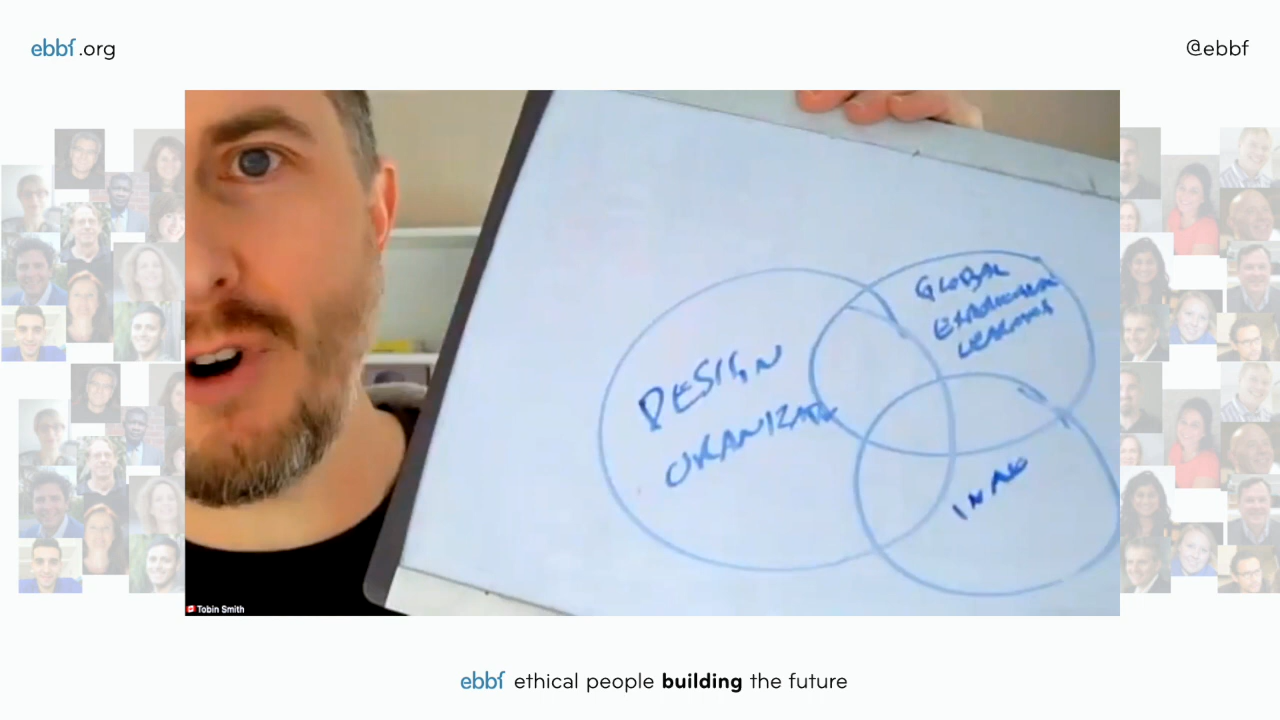 ebbf.org
@ebbf
DESIGN
GLOBAL
LEARNING
Tobin Smith
ebbf ethical people building the future